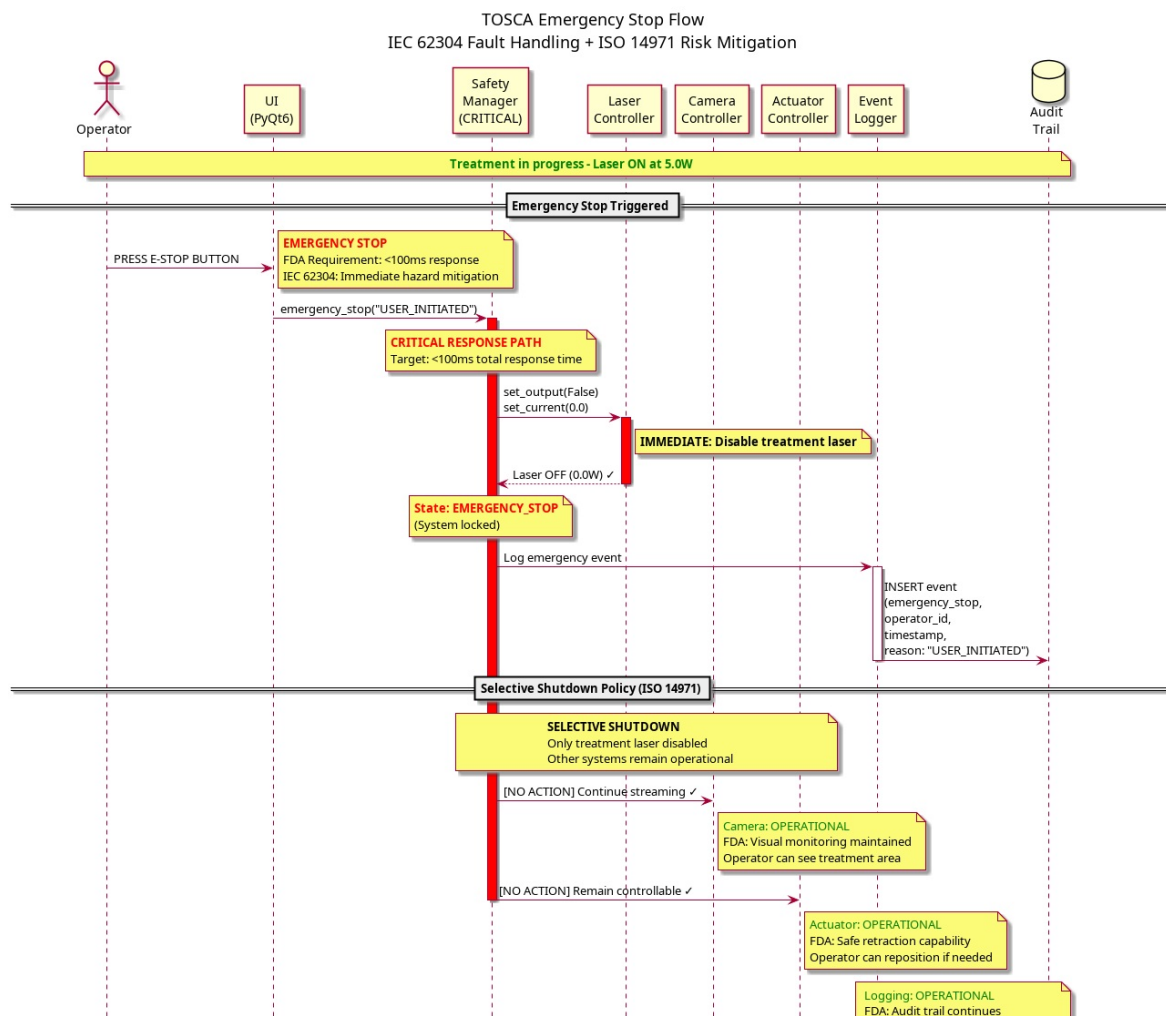 TOSCA Emergency Stop Flow
IEC 62304 Fault Handling + ISO 14971 Risk Mitigation
Operator
UI
(PyQt6)
Safety
Manager
(CRITICAL)
Laser
Controller
Camera
Controller
Actuator
Controller
Event
Logger
Audit
Trail
Treatment in progress - Laser ON at 5.0W
Emergency Stop Triggered
PRESS E-STOP BUTTON
EMERGENCY STOP
FDA Requirement: <100ms response
IEC 62304: Immediate hazard mitigation
emergency_stop("USER_INITIATED")
CRITICAL RESPONSE PATH
Target: <100ms total response time
set_output(False)
set_current(0.0)
IMMEDIATE: Disable treatment laser
Laser OFF (0.0W) ✓
State: EMERGENCY_STOP
(System locked)
Log emergency event
INSERT event
(emergency_stop,
operator_id,
timestamp,
reason: "USER_INITIATED")
Selective Shutdown Policy (ISO 14971)
SELECTIVE SHUTDOWN
Only treatment laser disabled
Other systems remain operational
[NO ACTION] Continue streaming ✓
Camera: OPERATIONAL
FDA: Visual monitoring maintained
Operator can see treatment area
[NO ACTION] Remain controllable ✓
Actuator: OPERATIONAL
FDA: Safe retraction capability
Operator can reposition if needed
Logging: OPERATIONAL
FDA: Audit trail continues